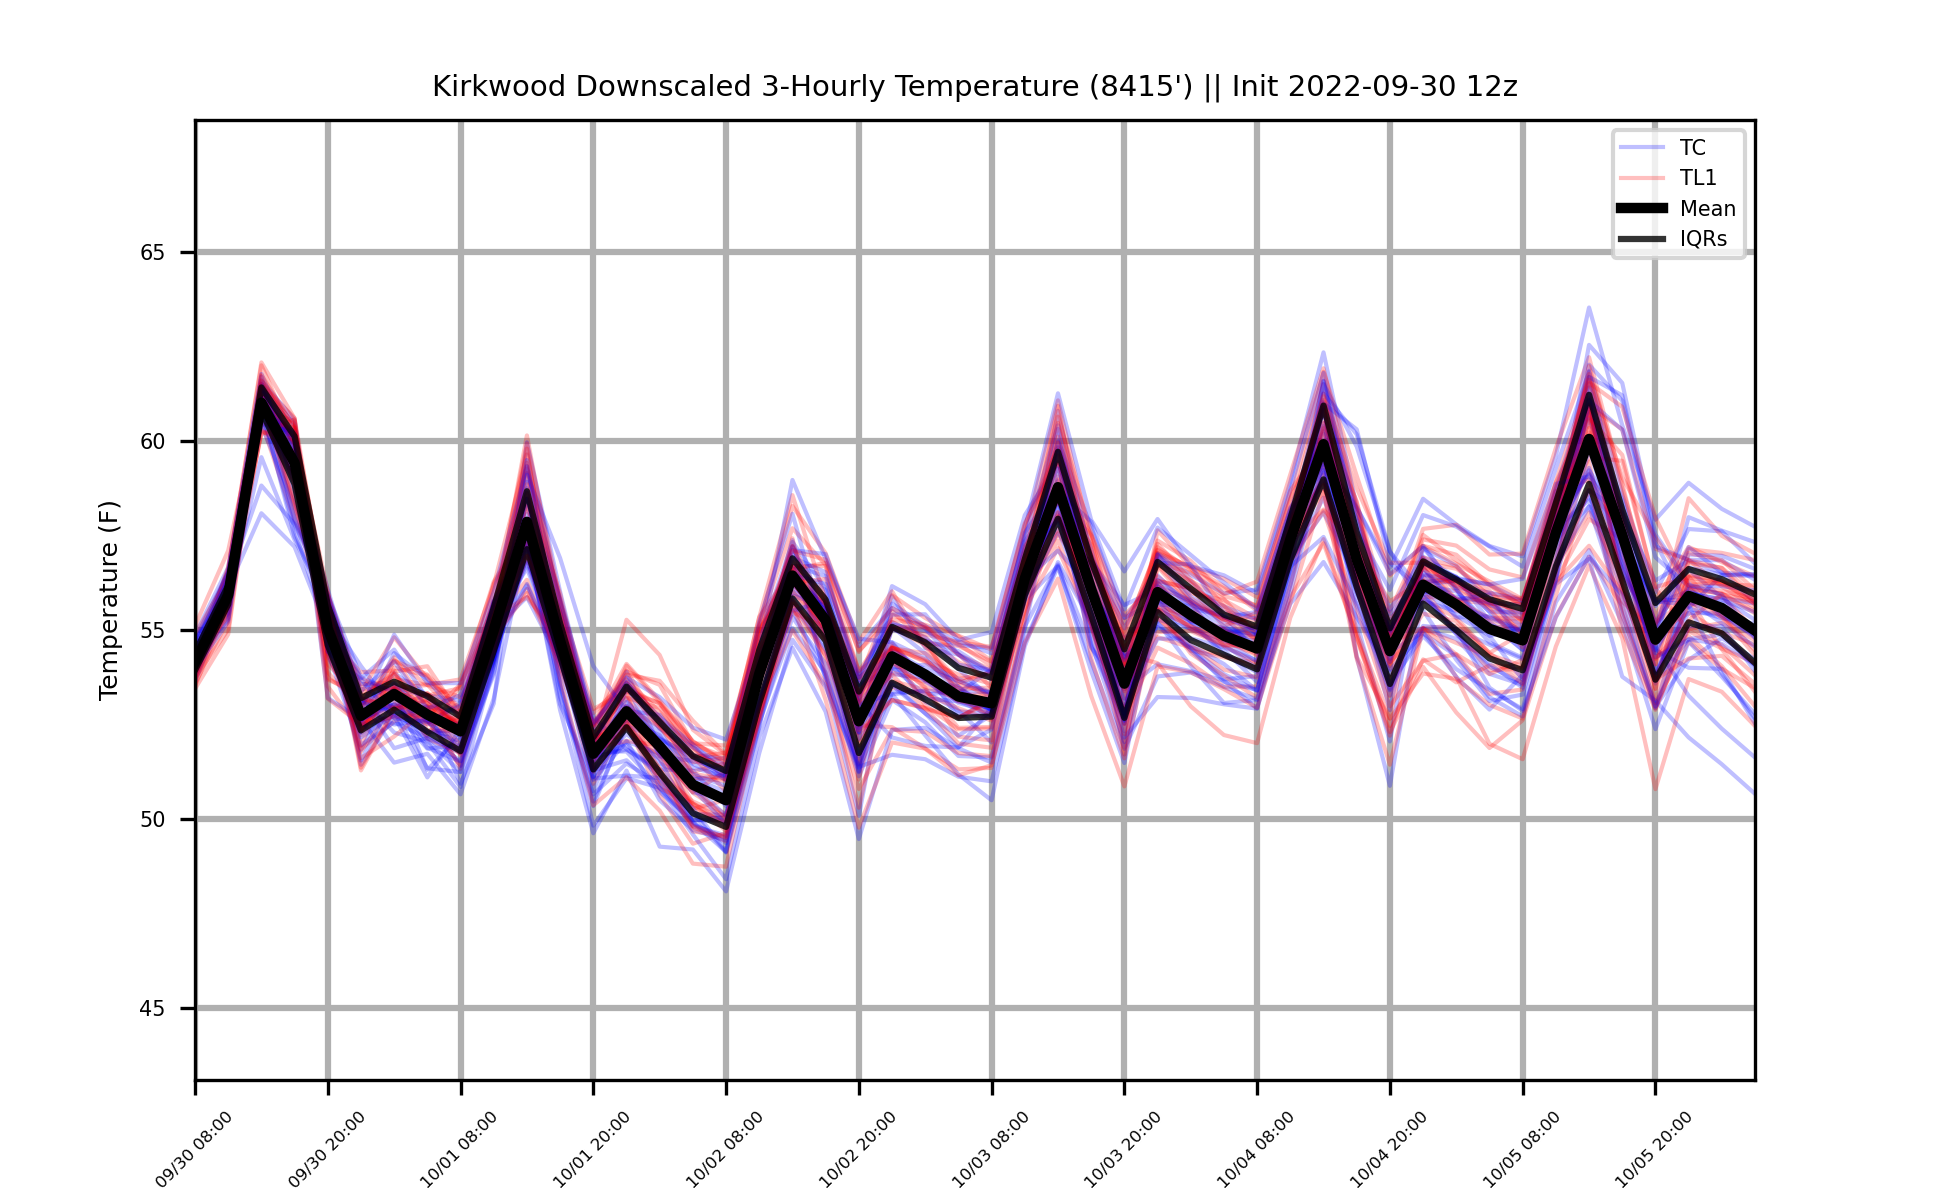 Kirkwood Downscaled 3-Hourly Temperature (8415') || Init 2022-09-30 12z
TC
TL1
Mean
IQRs
Temperature (F)
65
60
55
50
45
09/30 08:00
09/30 20:00
10/01 08:00
10/01 20:00
10/02 08:00
10/02 20:00
10/03 08:00
10/03 20:00
10/04 08:00
10/04 20:00
10/05 08:00
10/05 20:00